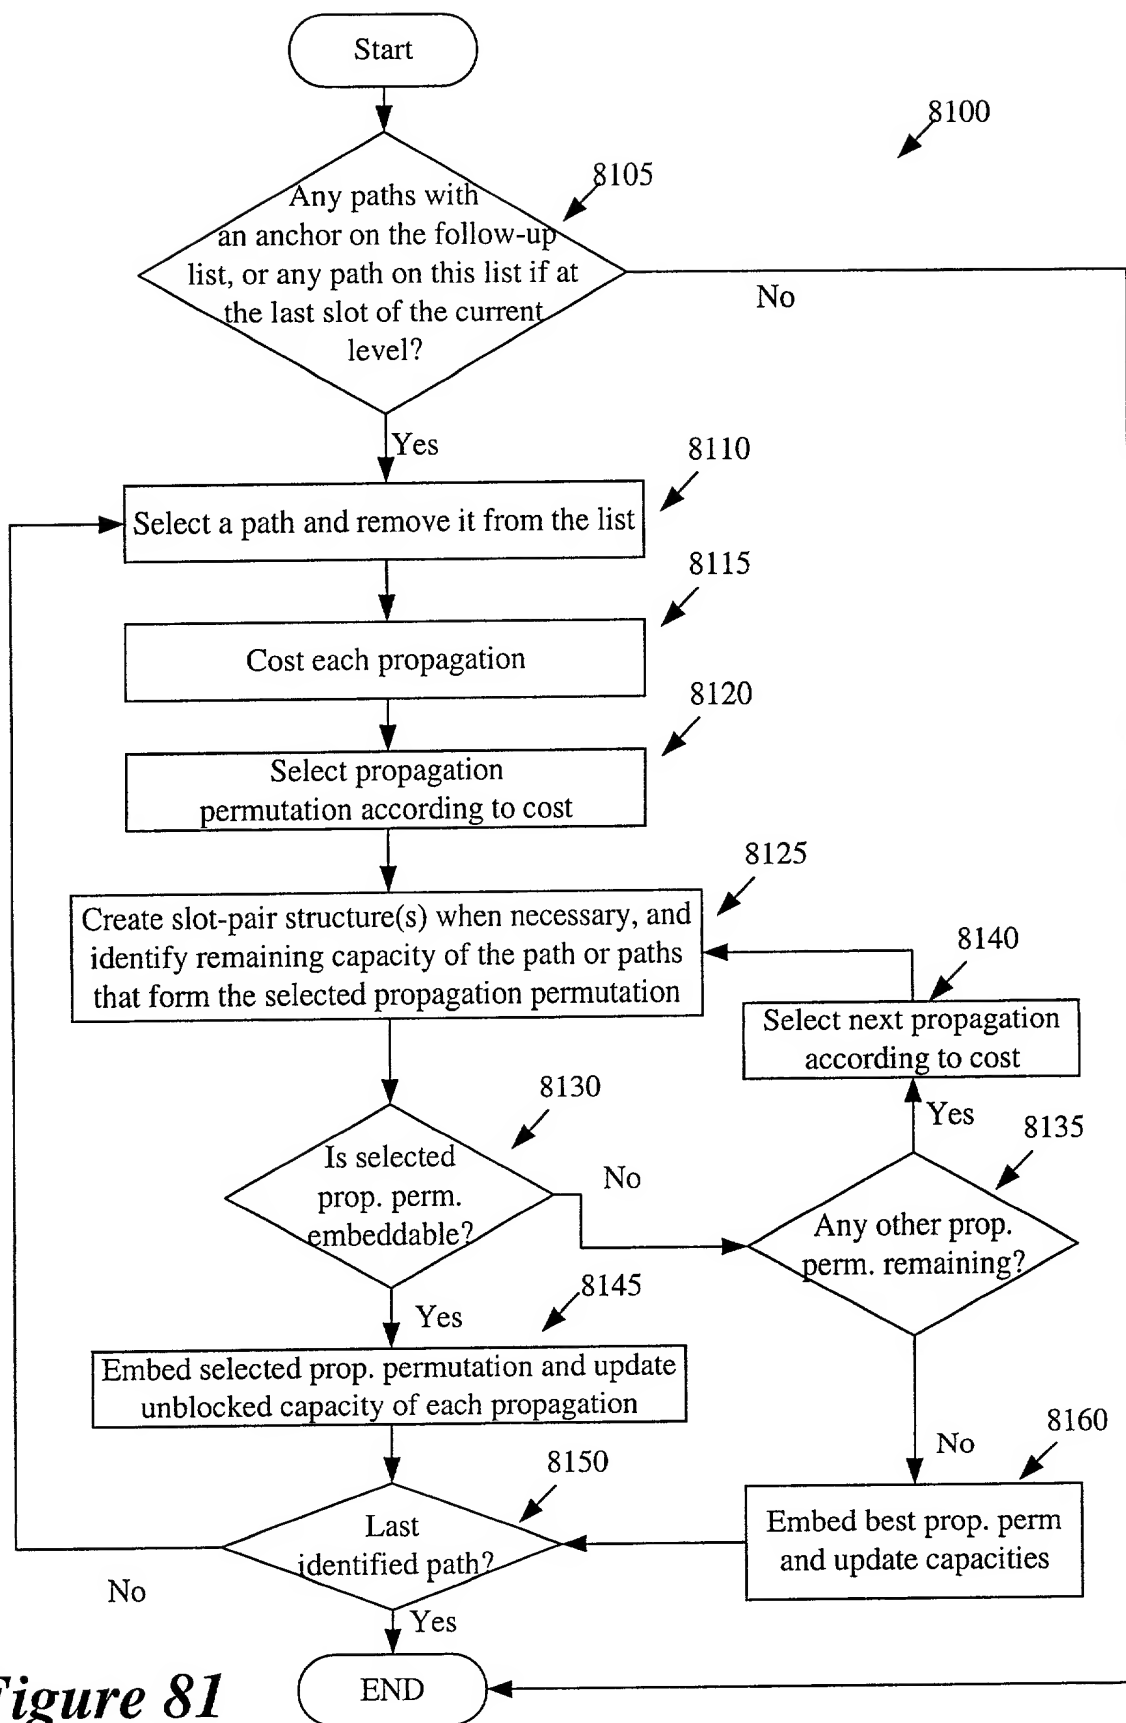 Start
8100
8105
Any paths with
an anchor on the follow-up
list, or any path on this list if at
the last slot of the current
level?
No
Yes
8110
Select a path and remove it from the list
8115
Cost each propagation
8120
Select propagation
permutation according to cost
8125
Create slot-pair structure(s) when necessary, and
identify remaining capacity of the path or paths
that form the selected propagation permutation
8140
Select next propagation
according to cost
Yes
8130
Is selected
prop. perm.
embeddable?
No
8135
Any other prop.
perm. remaining?
Yes
8145
Embed selected prop. permutation and update
unblocked capacity of each propagation
No
8160
Embed best prop. perm
and update capacities
8150
Last
identified path?
No
Yes
END
Figure 81